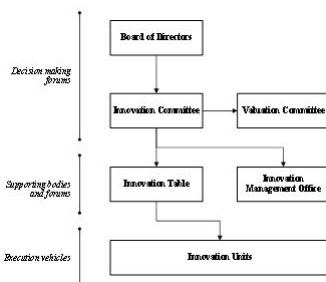 Board of Directors
Decision making
forums
Innovation Committee
Valuation Committee
Supporting bodies
and forums
Innovation Table
Innovation
Management Office
Execution vehicles
Innovation Units